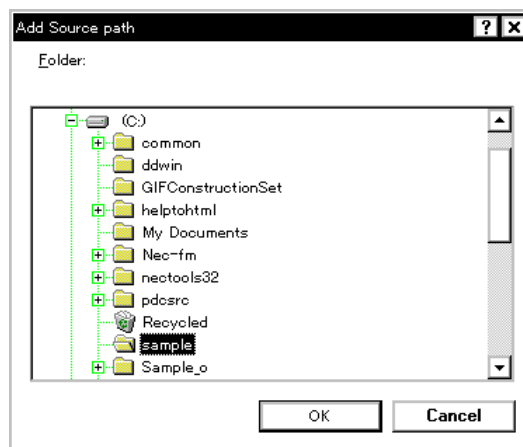 Add Source path
Folder:
(C:)
common
ddwin
GIFConstructionSet
helptohtml
My Documents
Nec-fm
nectools32
pdcsrc
Recycled
sample
Sample_o
OK
Cancel